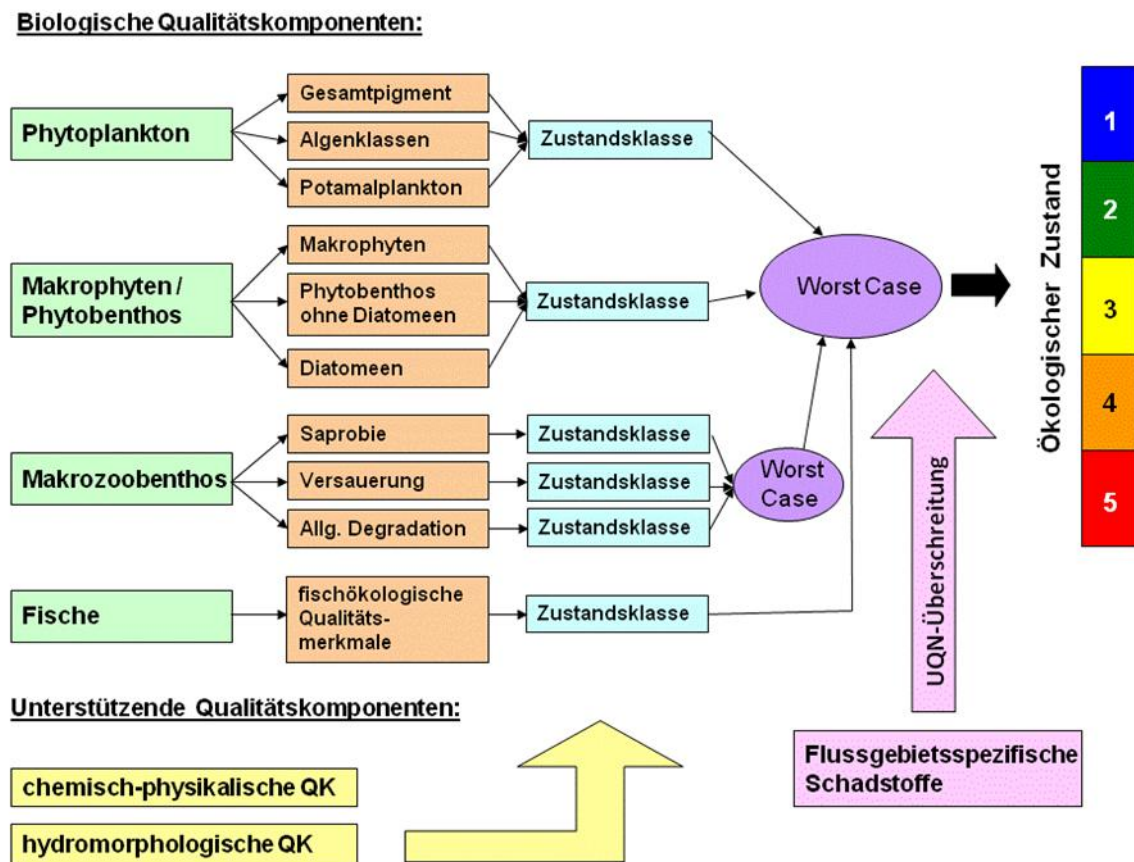 Biologische Qualitätskomponenten:
Phytoplankton
Gesamtpigment
Algenklassen
Potamalplankton
Zustandsklasse
Makrophyten /
Phytobenthos
Makrophyten
Phytobenthos
ohne Diatomeen
Diatomeen
Zustandsklasse
Makrozoobenthos
Saprobie
Versauerung
Allg. Degradation
Zustandsklasse
Zustandsklasse
Zustandsklasse
Worst
Case
Fische
fischökologische
Qualitäts-
merkmale
Zustandsklasse
Worst Case
Ökologischer Zustand
1
2
3
4
5
UQN-Überschreitung
Flussgebietsspezifische
Schadstoffe
Unterstützende Qualitätskomponenten:
chemisch-physikalische QK
hydromorphologische QK